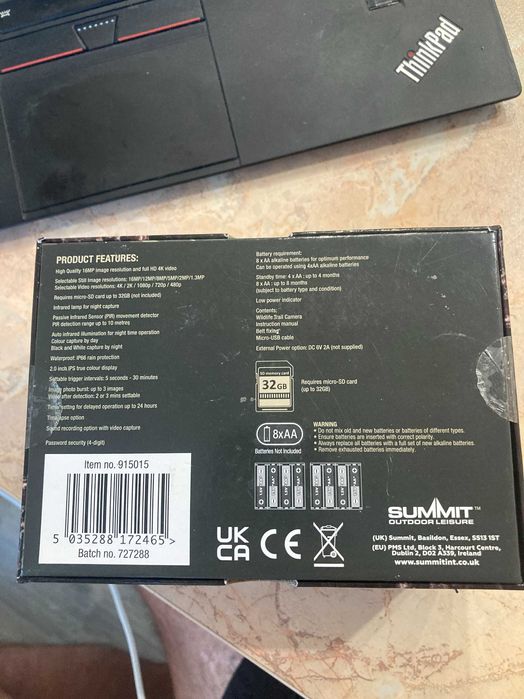 ThinkPad
PRODUCT FEATURES:
High Quality 16MP image resolution and full HD 4K video
Selectable Still Image resolutions: 16MP/12MP/8MP/5MP/2MP/1.3MP
Selectable Video resolutions: 4K / 2K / 1080p / 720p / 480p
Requires micro-SD card up to 32GB (not included)
Infrared lamp for night capture
Passive Infrared Sensor (PIR) movement detector
PIR detection range up to 10 metres
Auto infrared illumination for night time operation
Colour capture by day
Black and White capture by night
Waterproof: IP66 rain protection
2.0 inch IPS true colour display
Settable trigger intervals: 5 seconds - 30 minutes
Image photo burst: up to 3 images
Video after detection: 2 or 3 mins settable
Timer setting for delayed operation up to 24 hours
Time lapse option
Sound recording option with video capture
Password security (4-digit)
Item no. 915015
5 035288 172465 >
Batch no. 727288
Battery requirement:
8 x AA alkaline batteries for optimum performance
Can be operated using 4xAA alkaline batteries
Standby time: 4 x AA : up to 4 months
8 x AA : up to 8 months
(subject to battery type and condition)
Low power indicator
Contents:
Wildlife Trail Camera
Instruction manual
Belt fixing
Micro-USB cable
External Power option: DC 6V 2A (not supplied)
SD memory card
32GB
Requires micro-SD card
(up to 32GB)
8xAA
Batteries Not Included
WARNING
• Do not mix old and new batteries or batteries of different types.
• Ensure batteries are inserted with correct polarity.
• Always replace all batteries with a full set of new alkaline batteries.
• Remove exhausted batteries immediately.
UK
CA
CE
SUMMIT™
OUTDOOR LEISURE
(UK) Summit, Basildon, Essex, SS13 1ST
(EU) PMS Ltd, Block 3, Harcourt Centre,
Dublin 2, D02 A339, Ireland
www.summitint.co.uk